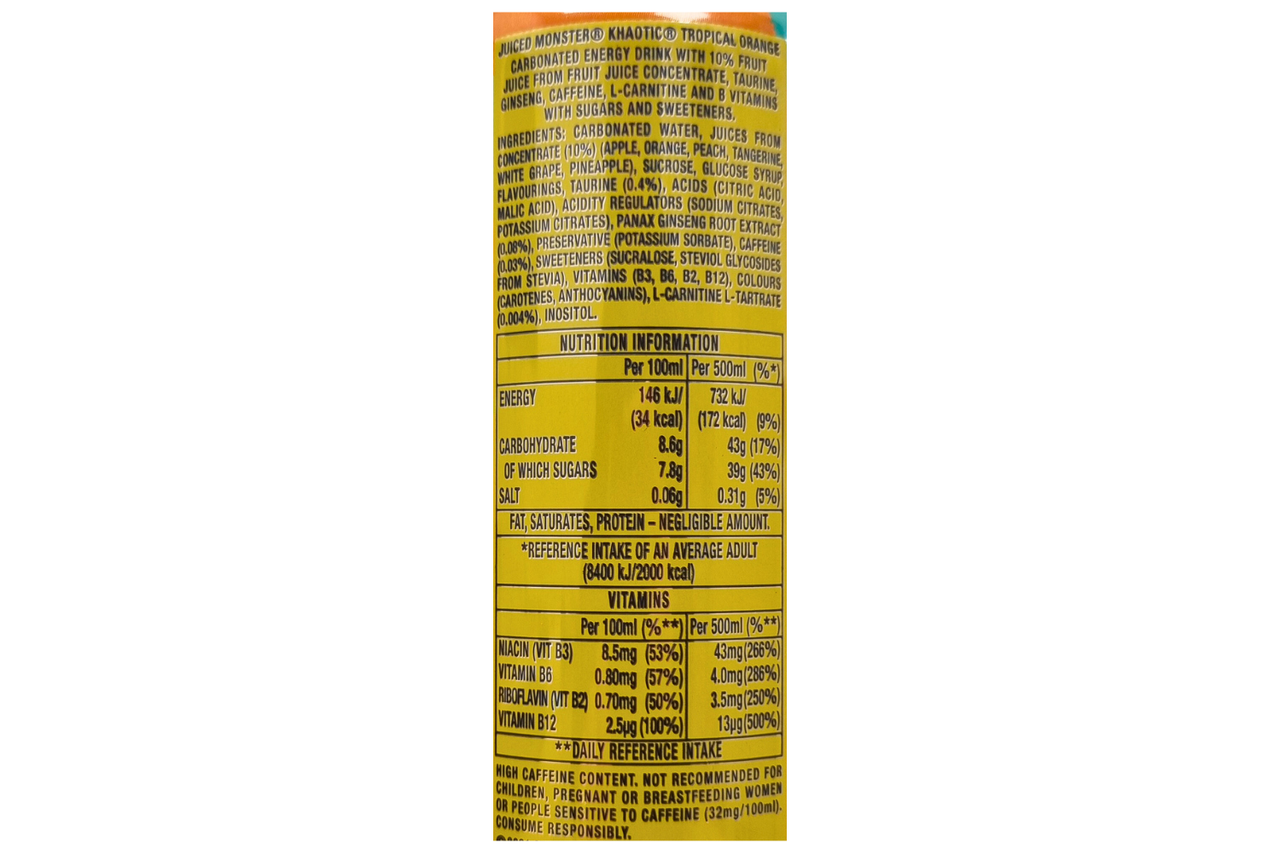 JUICED MONSTER® KHAOTIC® TROPICAL ORANGE
CARBONATED ENERGY DRINK WITH 10% FRUIT
JUICE FROM FRUIT JUICE CONCENTRATE, TAURINE,
GINSENG, CAFFEINE, L-CARNITINE AND B VITAMINS
WITH SUGARS AND SWEETENERS.
INGREDIENTS: CARBONATED WATER, JUICES FROM
CONCENTRATE (10%) (APPLE, ORANGE, PEACH, TANGERINE,
WHITE GRAPE, PINEAPPLE), SUCROSE, GLUCOSE SYRUP,
FLAVOURINGS, TAURINE (0.4%), ACIDS (CITRIC ACID,
MALIC ACID), ACIDITY REGULATORS (SODIUM CITRATES,
POTASSIUM CITRATES), PANAX GINSENG ROOT EXTRACT
(0.08%), PRESERVATIVE (POTASSIUM SORBATE), CAFFEINE
(0.03%), SWEETENERS (SUCRALOSE, STEVIOL GLYCOSIDES
FROM STEVIA), VITAMINS (B3, B6, B2, B12), COLOURS
(CAROTENES, ANTHOCYANINS), L-CARNITINE L-TARTRATE
(0.004%), INOSITOL.
NUTRITION INFORMATION
Per 100ml Per 500ml (%*)
ENERGY 146 kJ/ 732 kJ/
(34 kcal) (172 kcal) (9%)
CARBOHYDRATE 8.6g 43g (17%)
OF WHICH SUGARS 7.8g 39g (43%)
SALT 0.06g 0.31g (5%)
FAT, SATURATES, PROTEIN – NEGLIGIBLE AMOUNT.
*REFERENCE INTAKE OF AN AVERAGE ADULT
(8400 kJ/2000 kcal)
VITAMINS
Per 100ml (%**) Per 500ml (%**)
NIACIN (VIT B3) 8.5mg (53%) 43mg(266%)
VITAMIN B6 0.80mg (57%) 4.0mg(286%)
RIBOFLAVIN (VIT B2) 0.70mg (50%) 3.5mg(250%)
VITAMIN B12 2.5µg (100%) 13µg(500%)
**DAILY REFERENCE INTAKE
HIGH CAFFEINE CONTENT. NOT RECOMMENDED FOR
CHILDREN, PREGNANT OR BREASTFEEDING WOMEN
OR PEOPLE SENSITIVE TO CAFFEINE (32mg/100ml).
CONSUME RESPONSIBLY.